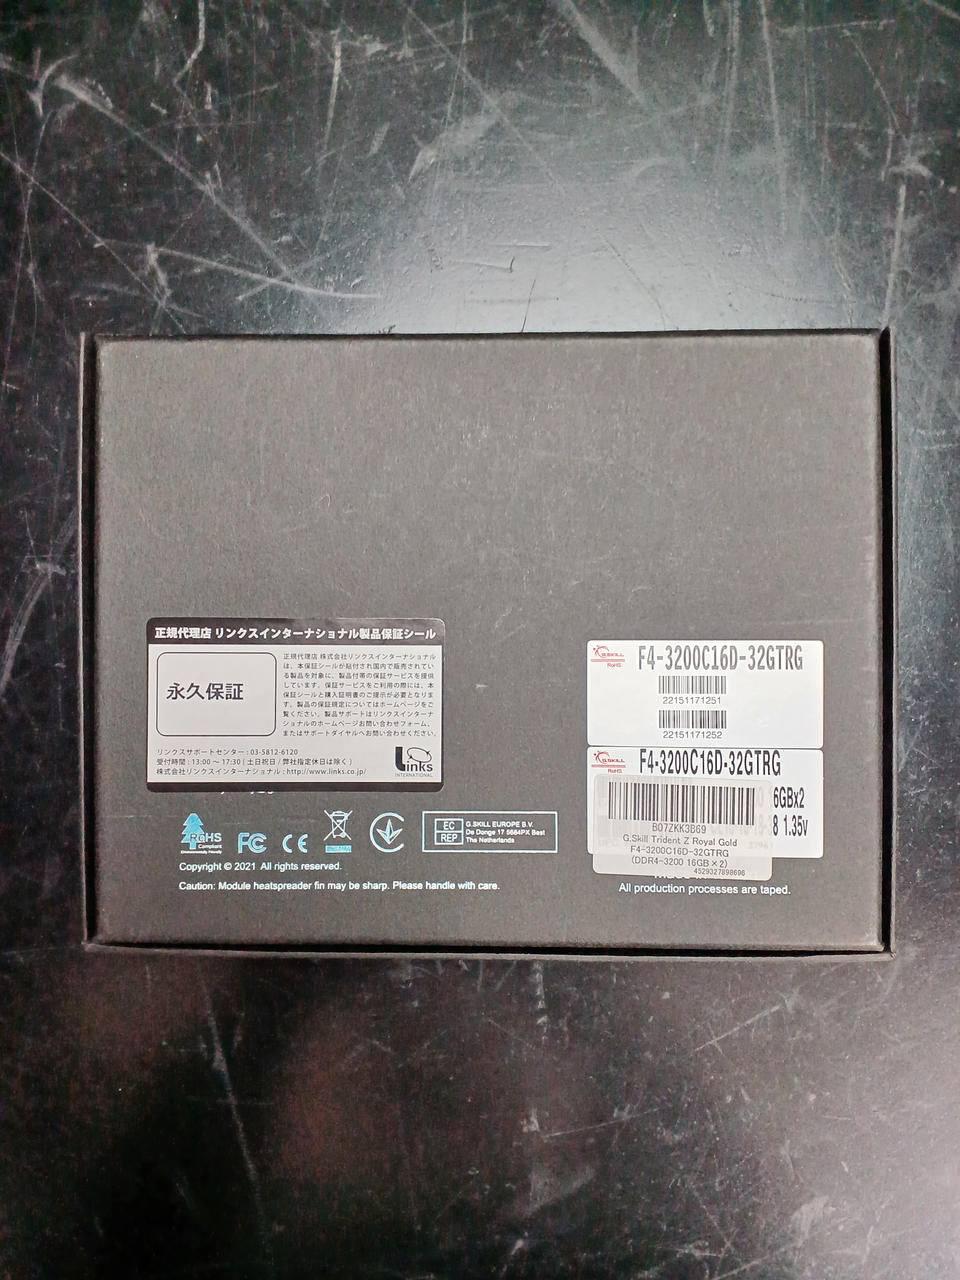 正規代理店 リンクスインターナショナル製品保証シール
永久保証
正規代理店 株式会社リンクスインターナショナル
は、本保証シールが貼付され国内で販売されてい
る製品を対象に、製品付帯の保証サービスを提供
しています。保証サービスをご利用の際には、本
保証シールと購入証明書のご提示が必要となりま
す。製品の保証規定についてはホームページをご
覧ください。製品サポートはリンクスインターナ
ショナルのホームページお問い合わせフォーム、
またはサポートダイヤルへお問い合わせください。
リンクスサポートセンター : 03-5812-6120
受付時間 : 13:00 ～ 17:30 ( 土日祝日 / 弊社指定休日は除く )
株式会社リンクスインターナショナル : http://www.links.co.jp/
Links
INTERNATIONAL
G.SKILL
RoHS
F4-3200C16D-32GTRG
22151171251
22151171252
G.SKILL
RoHS
F4-3200C16D-32GTRG
6GBx2
8 1.35v
B07ZKK3B69
G.Skill Trident Z Royal Gold
F4-3200C16D-32GTRG
(DDR4-3200 16GB×2)
4529327898696
All production processes are taped.
RoHS
Compliant
FC
CE
EC
REP
G.SKILL EUROPE B.V.
De Donge 17 5684PX Best
The Netherlands
Copyright © 2021 All rights reserved.
Caution: Module heatspreader fin may be sharp. Please handle with care.